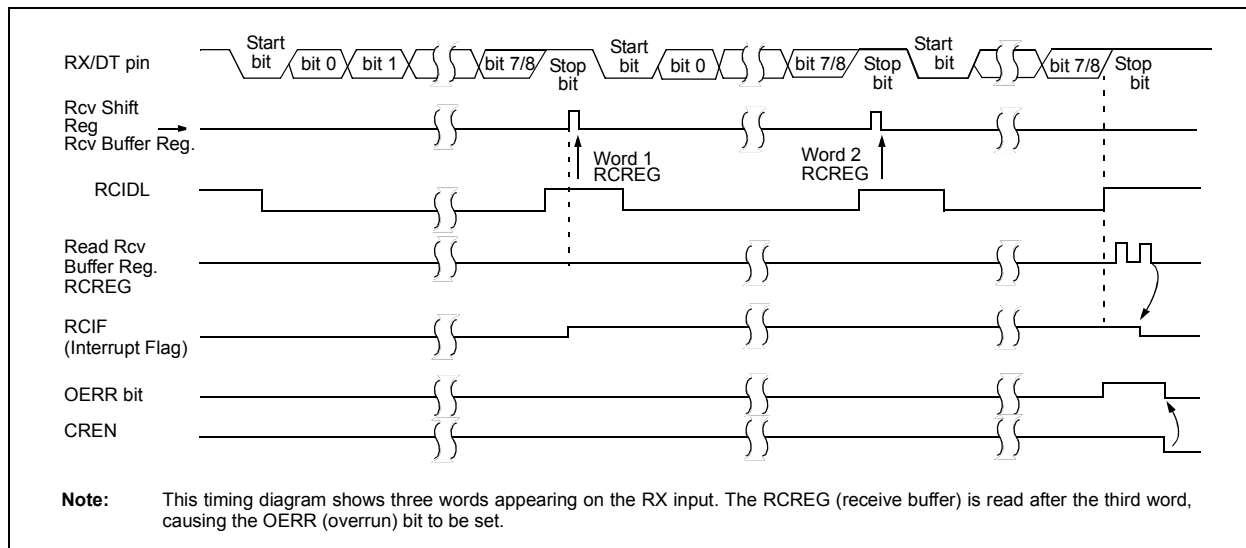 RX/DT pin
Start
bit
bit 0
bit 1
bit 7/8
Stop
bit
Start
bit
bit 0
bit 7/8
Stop
bit
Start
bit
bit 7/8
Stop
bit
Rcv Shift
Reg
Rcv Buffer Reg.
Word 1
RCREG
Word 2
RCREG
RCIDL
Read Rcv
Buffer Reg.
RCREG
RCIF
(Interrupt Flag)
OERR bit
CREN
Note: This timing diagram shows three words appearing on the RX input. The RCREG (receive buffer) is read after the third word,
causing the OERR (overrun) bit to be set.